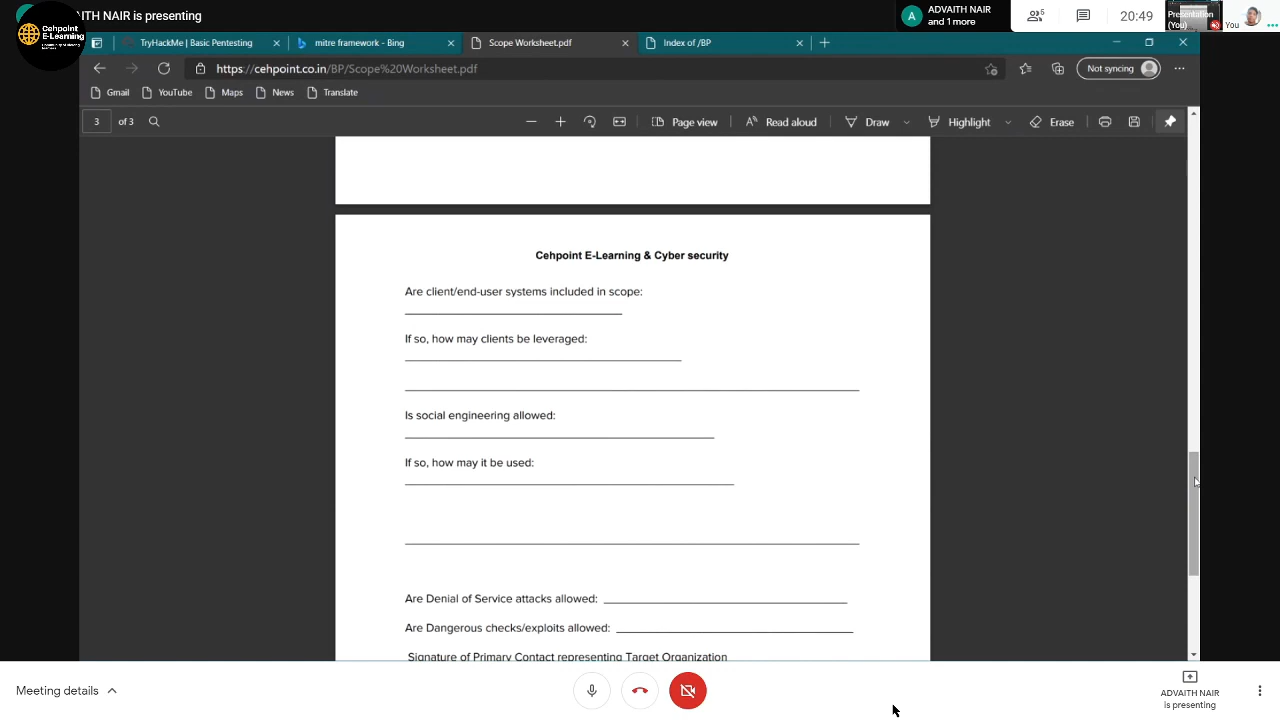 ITH NAIR is presenting
Cehpoint
E-Learning
A
ADVAITH NAIR
and 1 more
6
20:49
Presentation
(You)
You
TryHackMe | Basic Pentesting
mitre framework - Bing
Scope Worksheet.pdf
Index of /BP
https://cehpoint.co.in/BP/Scope%20Worksheet.pdf
Not syncing
Gmail
YouTube
Maps
News
Translate
3 of 3
Page view
Read aloud
Draw
Highlight
Erase
Cehpoint E-Learning & Cyber security
Are client/end-user systems included in scope:
If so, how may clients be leveraged:
Is social engineering allowed:
If so, how may it be used:
Are Denial of Service attacks allowed:
Are Dangerous checks/exploits allowed:
Signature of Primary Contact representing Target Organization
Meeting details
ADVAITH NAIR
is presenting